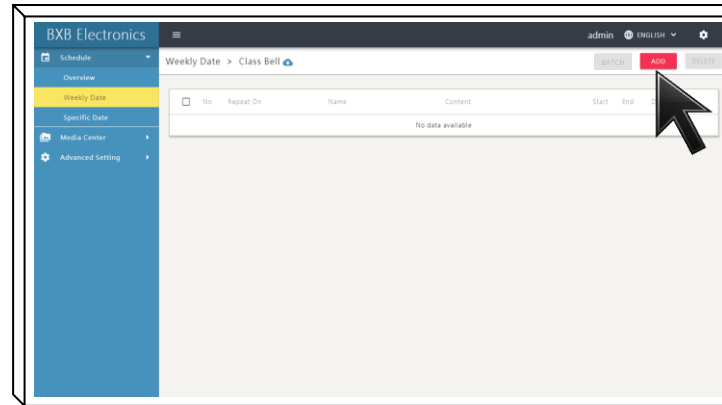 BXB Electronics
admin ENGLISH
Schedule
Overview
Weekly Date
Specific Date
Media Center
Advanced Setting
Weekly Date > Class Bell
BATCH ADD DELETE
No Repeat On Name Content Start End
No data available